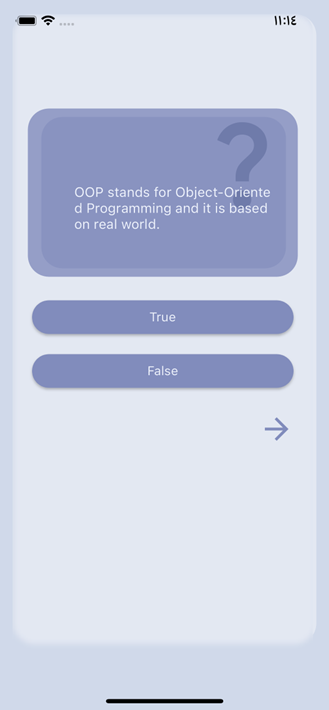 ١١:١٤
?
OOP stands for Object-Oriente
d Programming and it is based
on real world.
True
False